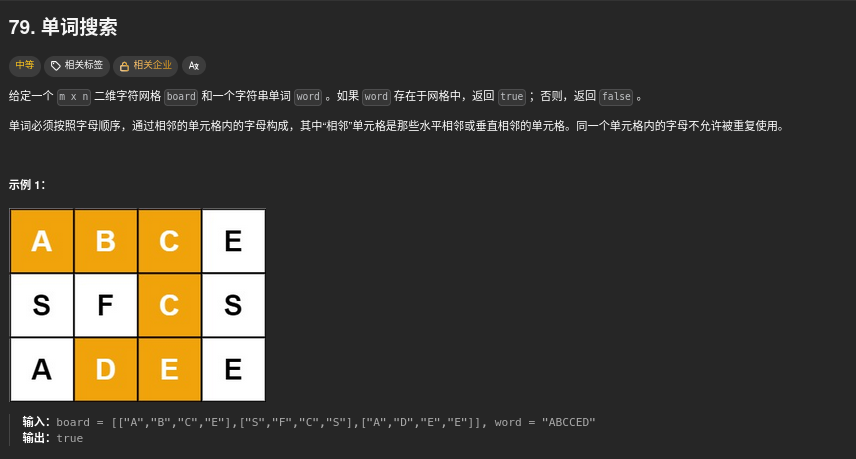 79. 单词搜索
中等 相关标签 相关企业 Aあ
给定一个 m x n 二维字符网格 board 和一个字符串单词 word 。如果 word 存在于网格中，返回 true ；否则，返回 false 。
单词必须按照字母顺序，通过相邻的单元格内的字母构成，其中“相邻”单元格是那些水平相邻或垂直相邻的单元格。同一个单元格内的字母不允许被重复使用。
示例 1：
A B C E
S F C S
A D E E
输入：board = [["A","B","C","E"],["S","F","C","S"],["A","D","E","E"]], word = "ABCCED"
输出：true